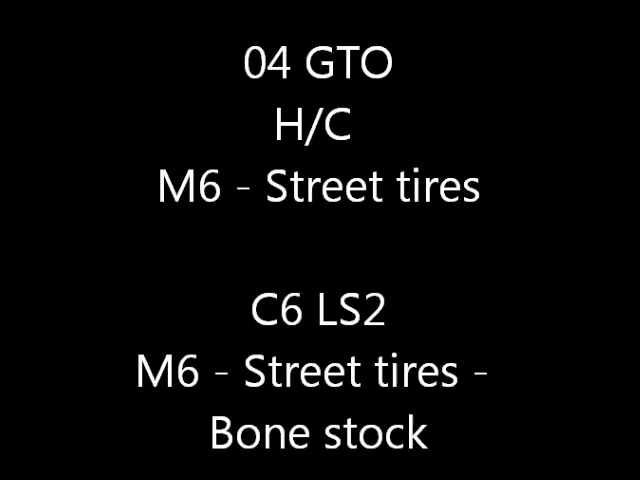 04 GTO
H/C
M6 - Street tires
C6 LS2
M6 - Street tires -
Bone stock